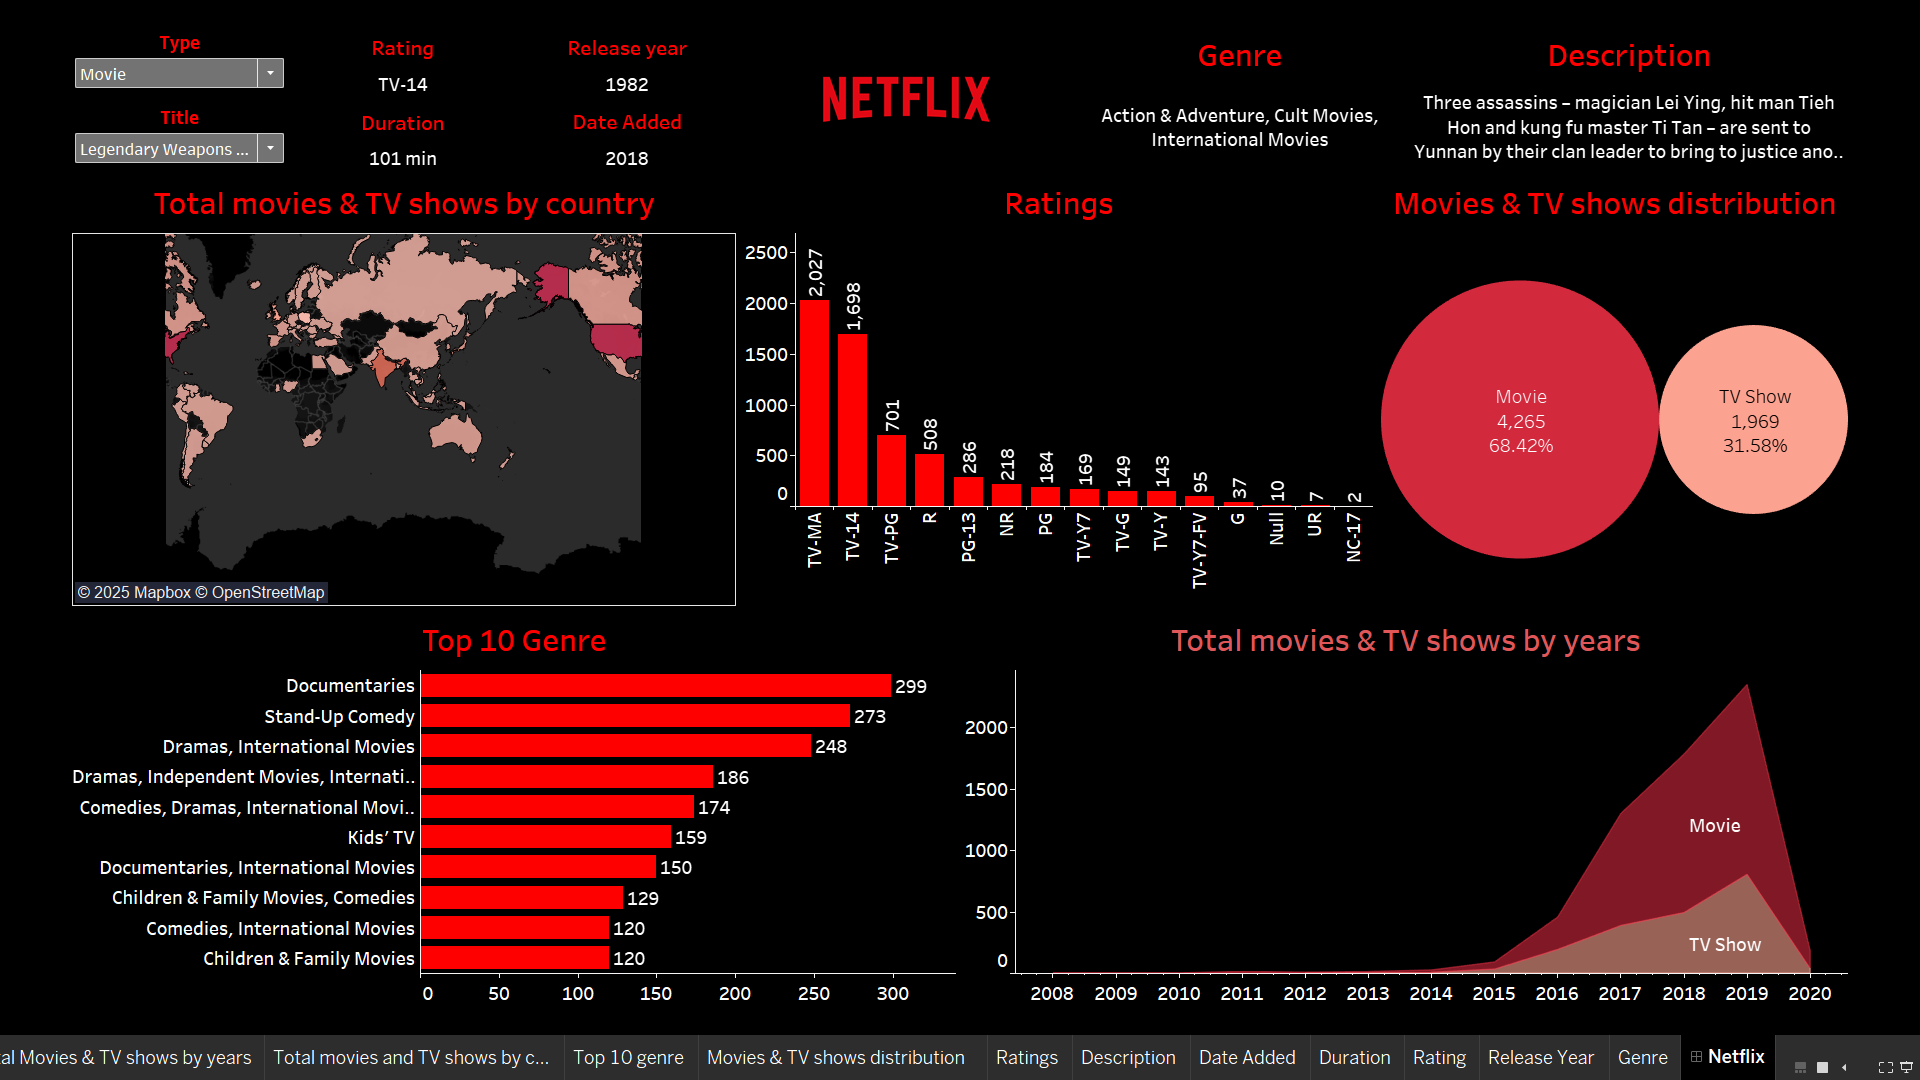 Type
Movie
Title
Legendary Weapons ...
Rating
TV-14
Duration
101 min
Release year
1982
Date Added
2018
NETFLIX
Genre
Action & Adventure, Cult Movies,
International Movies
Description
Three assassins – magician Lei Ying, hit man Tieh
Hon and kung fu master Ti Tan – are sent to
Yunnan by their clan leader to bring to justice ano..
Total movies & TV shows by country
© 2025 Mapbox © OpenStreetMap
Ratings
2500
2000
1500
1000
500
0
2,027
1,698
701
508
286
218
184
169
149
143
95
37
10
7
2
TV-MA
TV-14
TV-PG
R
PG-13
NR
PG
TV-Y7
TV-G
TV-Y
TV-Y7-FV
G
Null
UR
NC-17
Movies & TV shows distribution
Movie
4,265
68.42%
TV Show
1,969
31.58%
Top 10 Genre
Documentaries 299
Stand-Up Comedy 273
Dramas, International Movies 248
Dramas, Independent Movies, Internati.. 186
Comedies, Dramas, International Movi.. 174
Kids’ TV 159
Documentaries, International Movies 150
Children & Family Movies, Comedies 129
Comedies, International Movies 120
Children & Family Movies 120
0 50 100 150 200 250 300
Total movies & TV shows by years
2000
1500
1000
500
0
Movie
TV Show
2008 2009 2010 2011 2012 2013 2014 2015 2016 2017 2018 2019 2020
al Movies & TV shows by years Total movies and TV shows by c... Top 10 genre Movies & TV shows distribution Ratings Description Date Added Duration Rating Release Year Genre Netflix